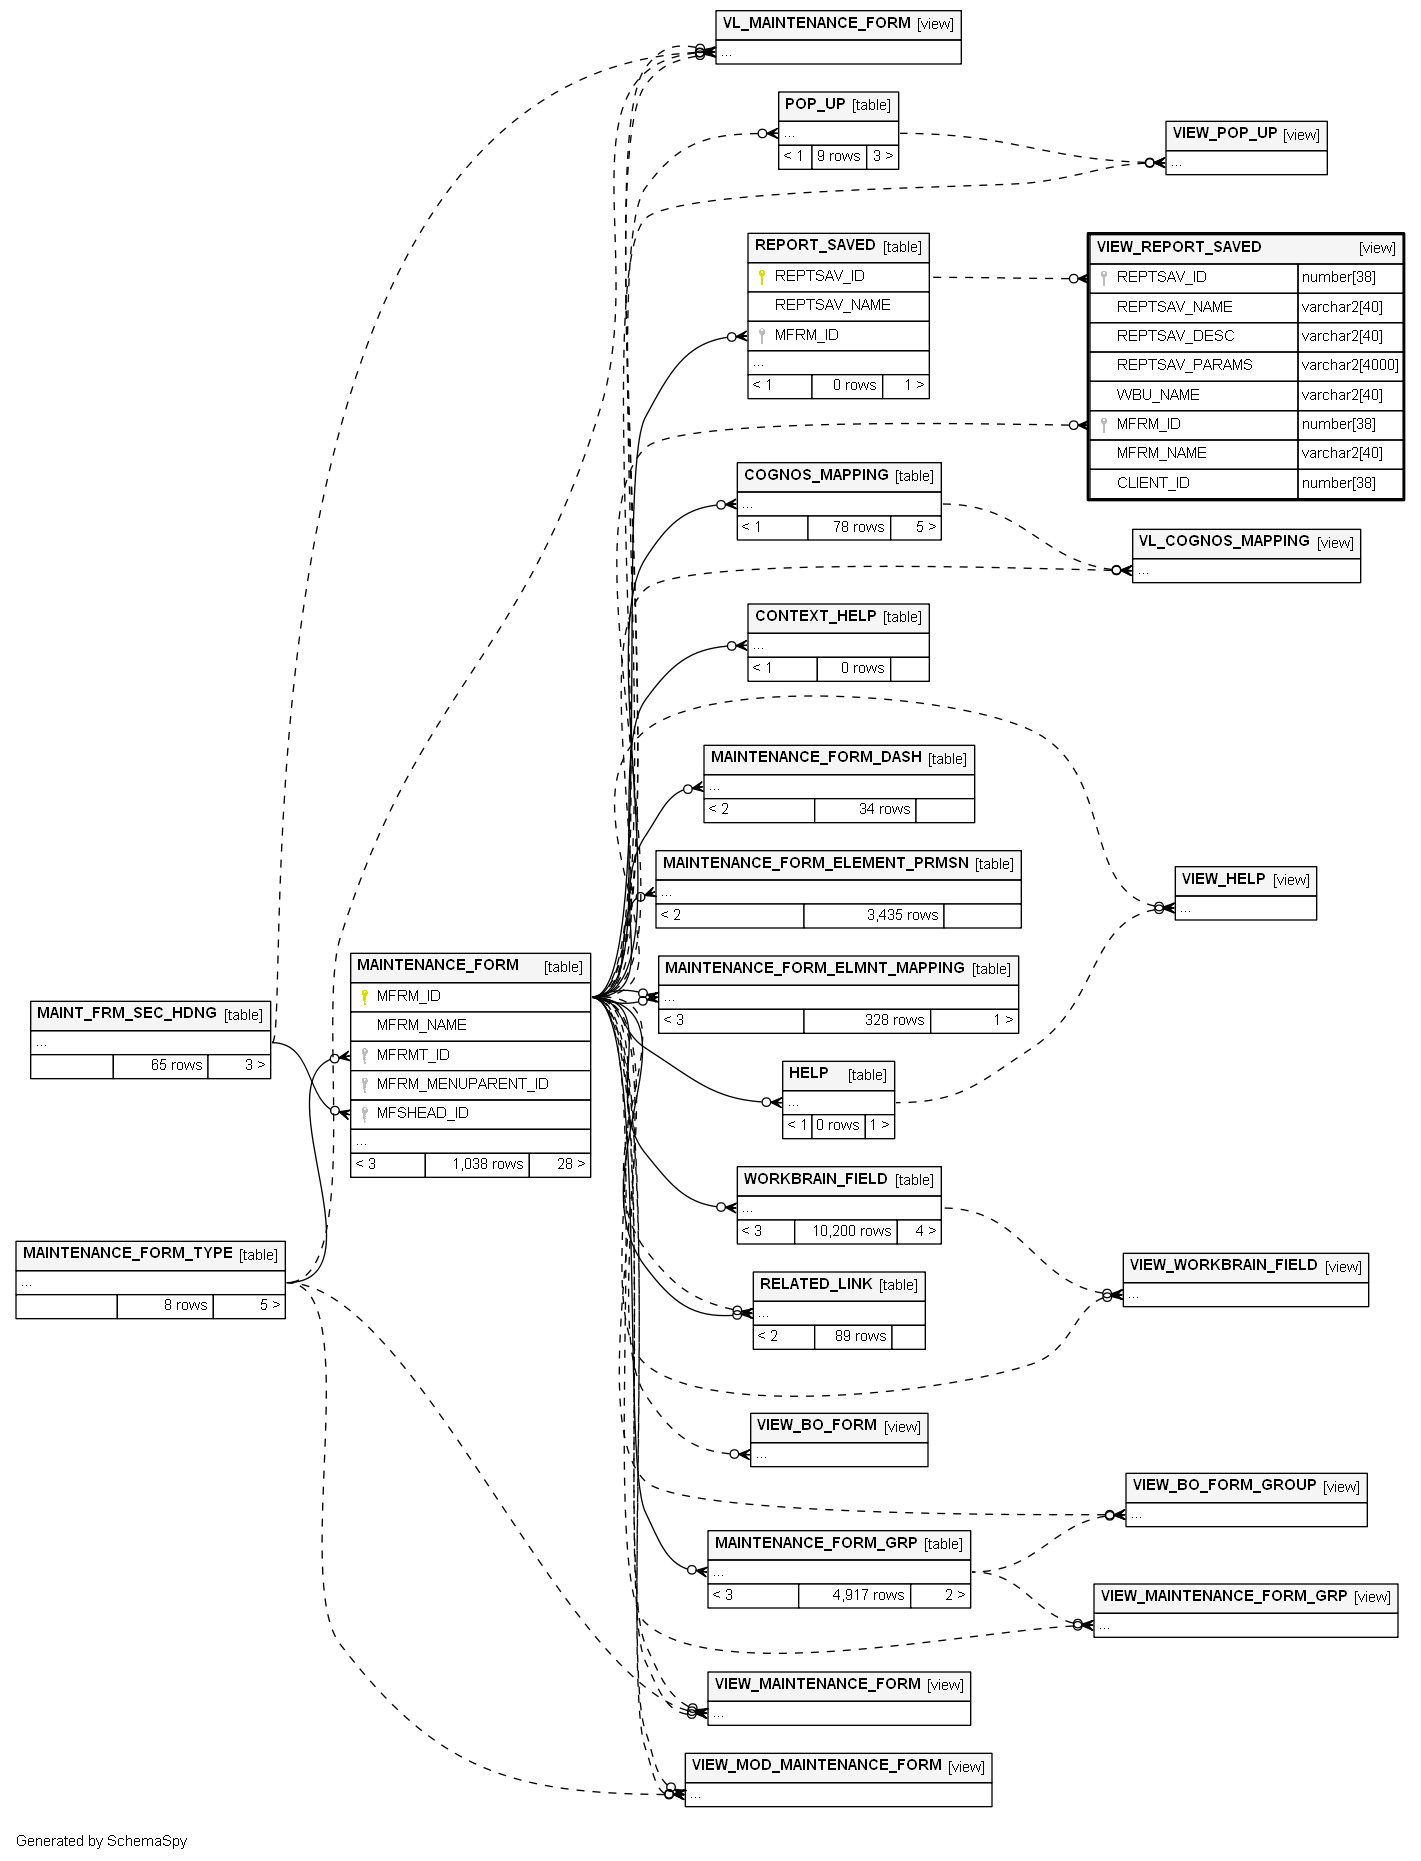 VL_MAINTENANCE_FORM [view]
...
POP_UP [table]
...
< 1 9 rows 3 >
VIEW_POP_UP [view]
...
REPORT_SAVED [table]
REPTSAV_ID
REPTSAV_NAME
MFRM_ID
...
< 1 0 rows 1 >
VIEW_REPORT_SAVED [view]
REPTSAV_ID number[38]
REPTSAV_NAME varchar2[40]
REPTSAV_DESC varchar2[40]
REPTSAV_PARAMS varchar2[4000]
WBU_NAME varchar2[40]
MFRM_ID number[38]
MFRM_NAME varchar2[40]
CLIENT_ID number[38]
COGNOS_MAPPING [table]
...
< 1 78 rows 5 >
VL_COGNOS_MAPPING [view]
...
CONTEXT_HELP [table]
...
< 1 0 rows
MAINTENANCE_FORM_DASH [table]
...
< 2 34 rows
MAINTENANCE_FORM_ELEMENT_PRMSN [table]
...
< 2 3,435 rows
VIEW_HELP [view]
...
MAINTENANCE_FORM [table]
MFRM_ID
MFRM_NAME
MFRMT_ID
MFRM_MENUPARENT_ID
MFSHEAD_ID
...
< 3 1,038 rows 28 >
MAINTENANCE_FORM_ELMNT_MAPPING [table]
...
< 3 328 rows 1 >
MAINT_FRM_SEC_HDNG [table]
...
65 rows 3 >
HELP [table]
...
< 1 0 rows 1 >
WORKBRAIN_FIELD [table]
...
< 3 10,200 rows 4 >
MAINTENANCE_FORM_TYPE [table]
...
8 rows 5 >
VIEW_WORKBRAIN_FIELD [view]
...
RELATED_LINK [table]
...
< 2 89 rows
VIEW_BO_FORM [view]
...
VIEW_BO_FORM_GROUP [view]
...
MAINTENANCE_FORM_GRP [table]
...
< 3 4,917 rows 2 >
VIEW_MAINTENANCE_FORM_GRP [view]
...
VIEW_MAINTENANCE_FORM [view]
...
VIEW_MOD_MAINTENANCE_FORM [view]
...
Generated by SchemaSpy